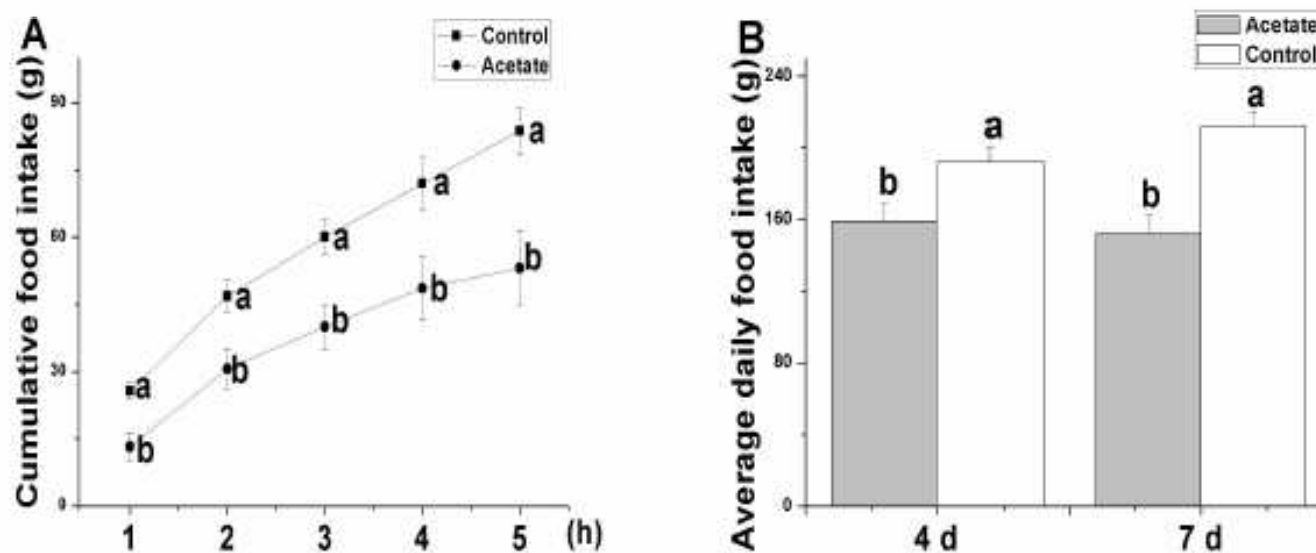 A
Control
Acetate
Cumulative food intake (g)
90
60
30
0
a
a
a
a
a
b
b
b
b
b
1 2 3 4 5 (h)
B
Acetate
Control
Average daily food intake (g)
240
160
80
0
b
a
b
a
4 d 7 d